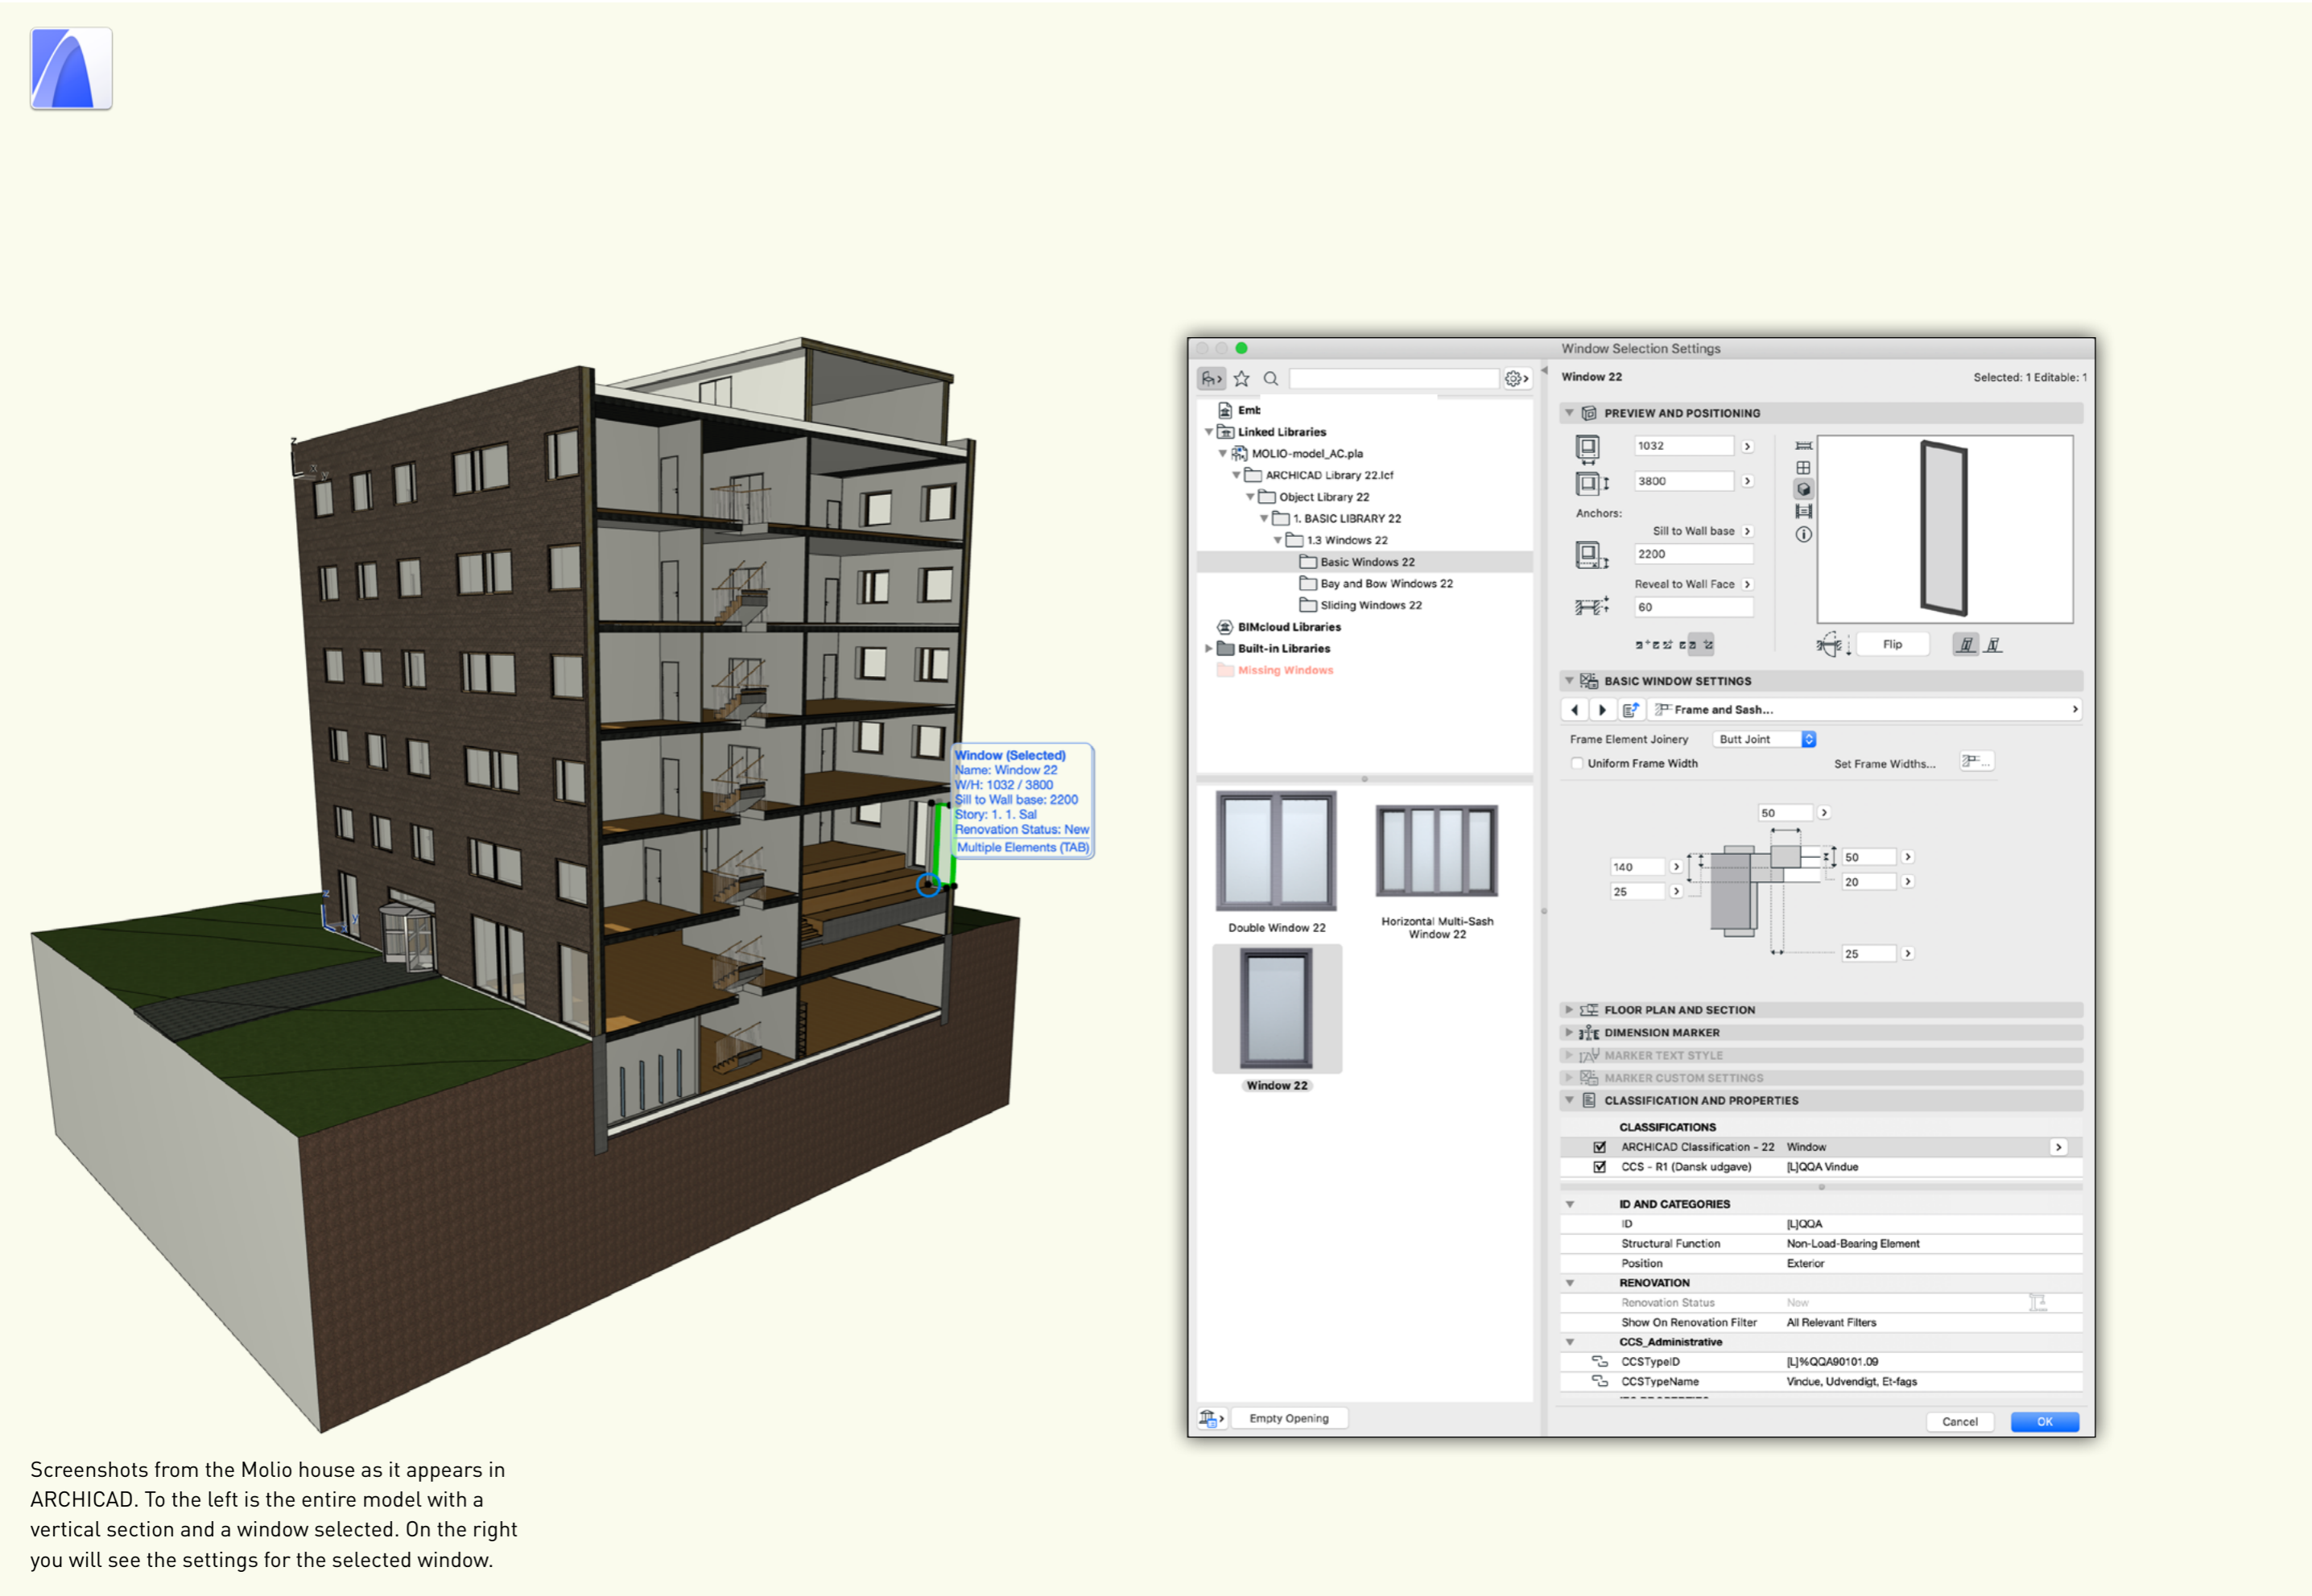 Window (Selected)
Name: Window 22
W/H: 1032 / 3800
Sill to Wall base: 2200
Story: 1. 1. Sal
Renovation Status: New
Multiple Elements (TAB)
Screenshots from the Molio house as it appears in
ARCHICAD. To the left is the entire model with a
vertical section and a window selected. On the right
you will see the settings for the selected window.
Window Selection Settings
Emb
Linked Libraries
MOLIO-model_AC.pla
ARCHICAD Library 22.lcf
Object Library 22
1. BASIC LIBRARY 22
1.3 Windows 22
Basic Windows 22
Bay and Bow Windows 22
Sliding Windows 22
BIMcloud Libraries
Built-in Libraries
Missing Windows
Double Window 22
Horizontal Multi-Sash
Window 22
Window 22
Empty Opening
Window 22 Selected: 1 Editable: 1
PREVIEW AND POSITIONING
1032
3800
Anchors:
Sill to Wall base
2200
Reveal to Wall Face
60
Flip
BASIC WINDOW SETTINGS
Frame and Sash...
Frame Element Joinery Butt Joint
Uniform Frame Width Set Frame Widths...
50
140 50
25 20
25
FLOOR PLAN AND SECTION
DIMENSION MARKER
MARKER TEXT STYLE
MARKER CUSTOM SETTINGS
CLASSIFICATION AND PROPERTIES
CLASSIFICATIONS
ARCHICAD Classification - 22 Window
CCS - R1 (Dansk udgave) [L]QQA Vindue
ID AND CATEGORIES
ID [L]QQA
Structural Function Non-Load-Bearing Element
Position Exterior
RENOVATION
Renovation Status New
Show On Renovation Filter All Relevant Filters
CCS_Administrative
CCSTypeID [L]%QQA90101.09
CCSTypeName Vindue, Udvendigt, Et-fags
Cancel OK